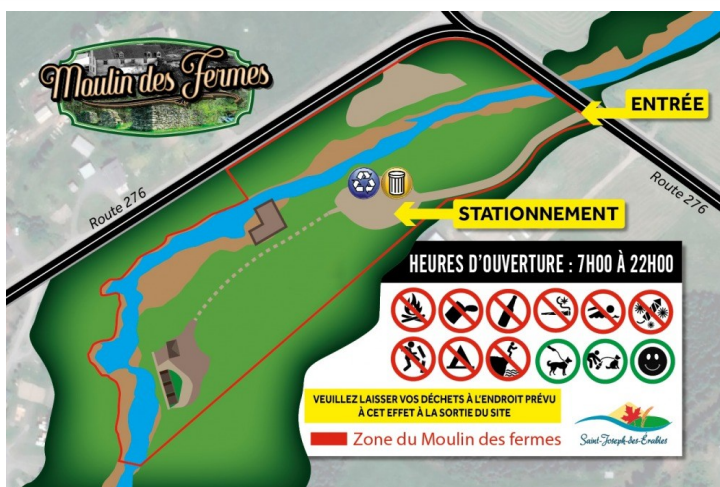 Moulin des Fermes
ENTRÉE
Route 276
Route 276
STATIONNEMENT
HEURES D'OUVERTURE : 7H00 À 22H00
VEUILLEZ LAISSER VOS DÉCHETS À L'ENDROIT PRÉVU
À CET EFFET À LA SORTIE DU SITE
Zone du Moulin des fermes
Saint-Joseph-des-Érables